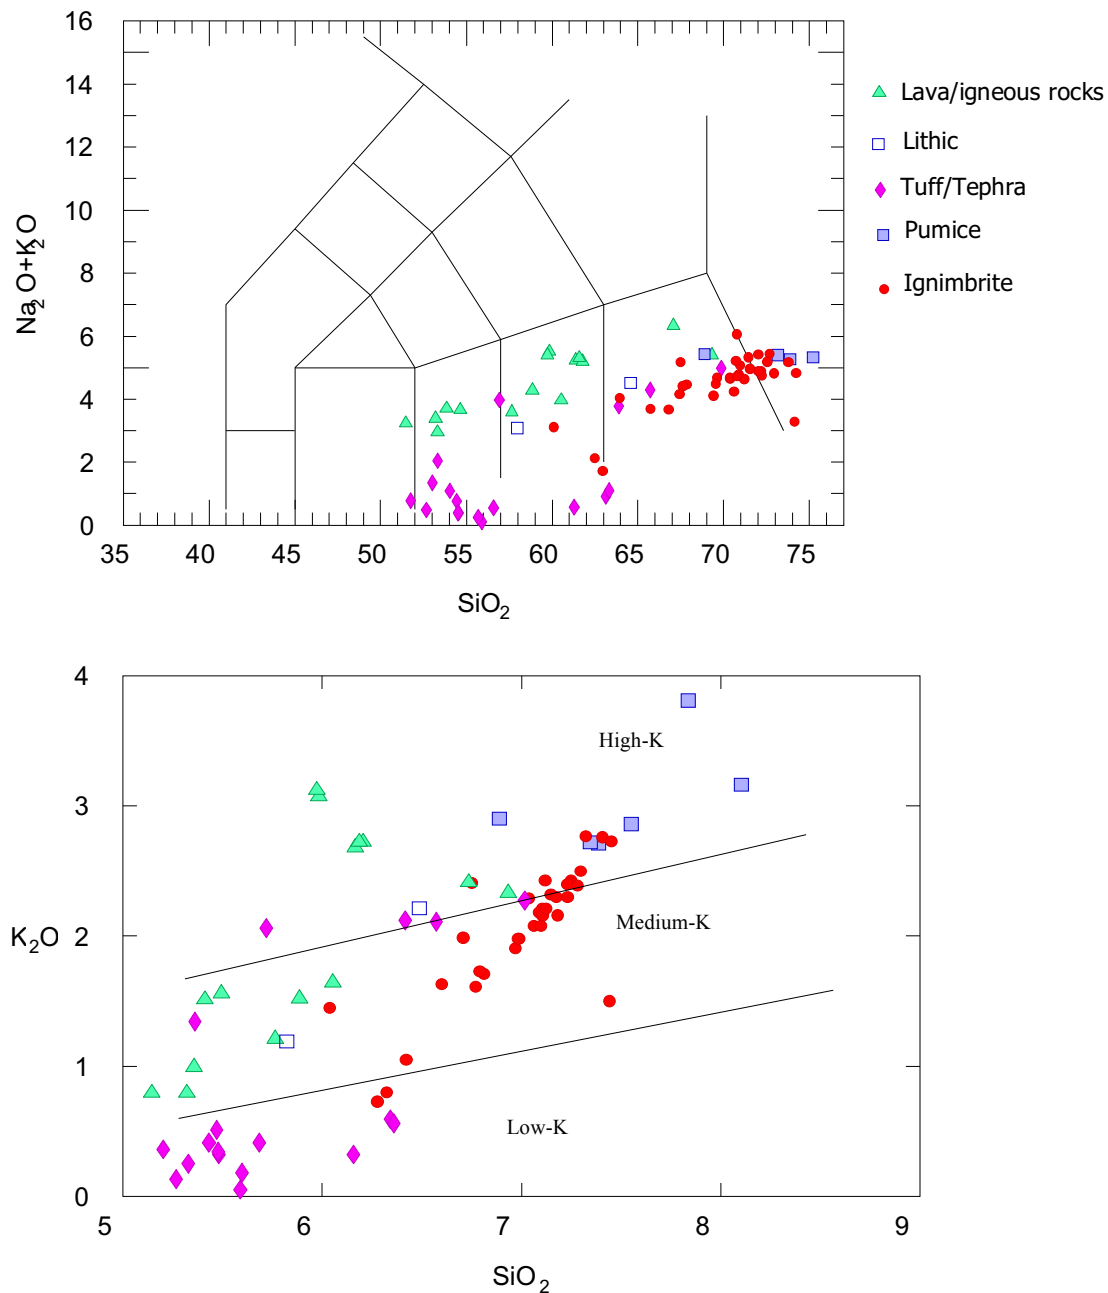 16
14
12
10
8
6
4
2
0
Na2O+K2O
35 40 45 50 55 60 65 70 75
SiO2
Lava/igneous rocks
Lithic
Tuff/Tephra
Pumice
Ignimbrite
4
3
2
1
0
K2O
High-K
Medium-K
Low-K
5 6 7 8 9
SiO2